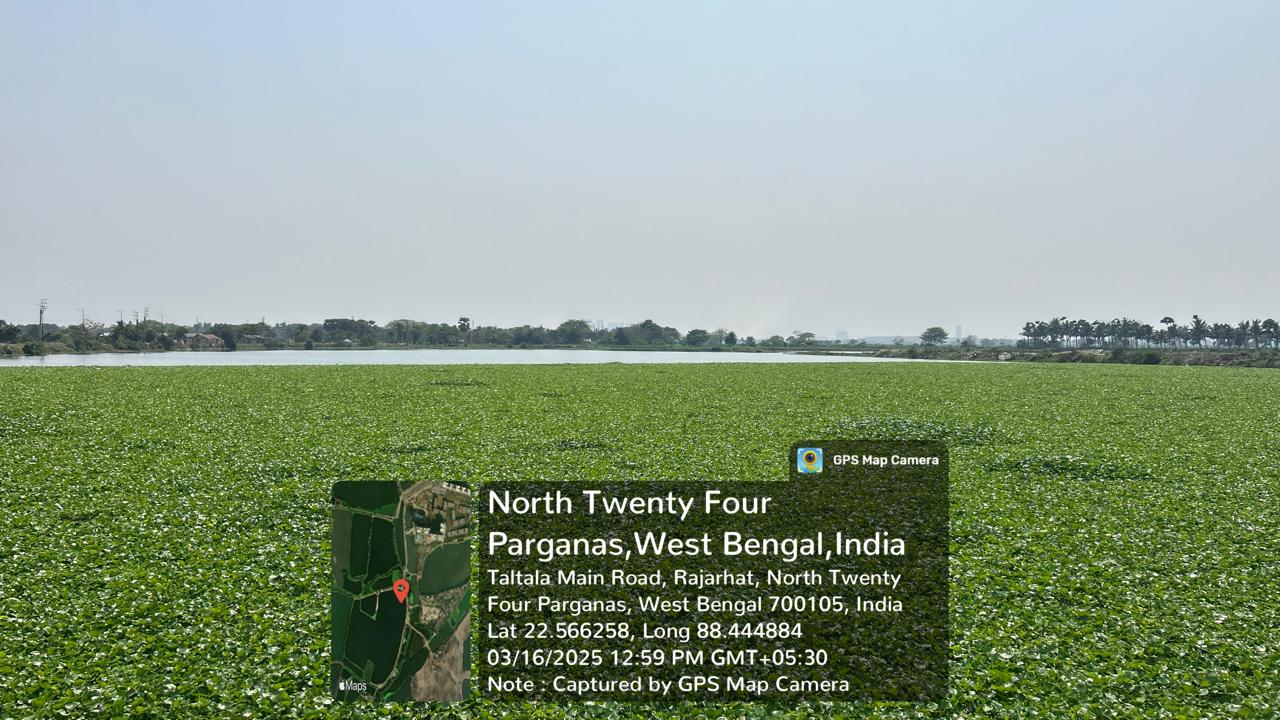 GPS Map Camera
North Twenty Four
Parganas,West Bengal,India
Taltala Main Road, Rajarhat, North Twenty
Four Parganas, West Bengal 700105, India
Lat 22.566258, Long 88.444884
03/16/2025 12:59 PM GMT+05:30
Note : Captured by GPS Map Camera
Maps